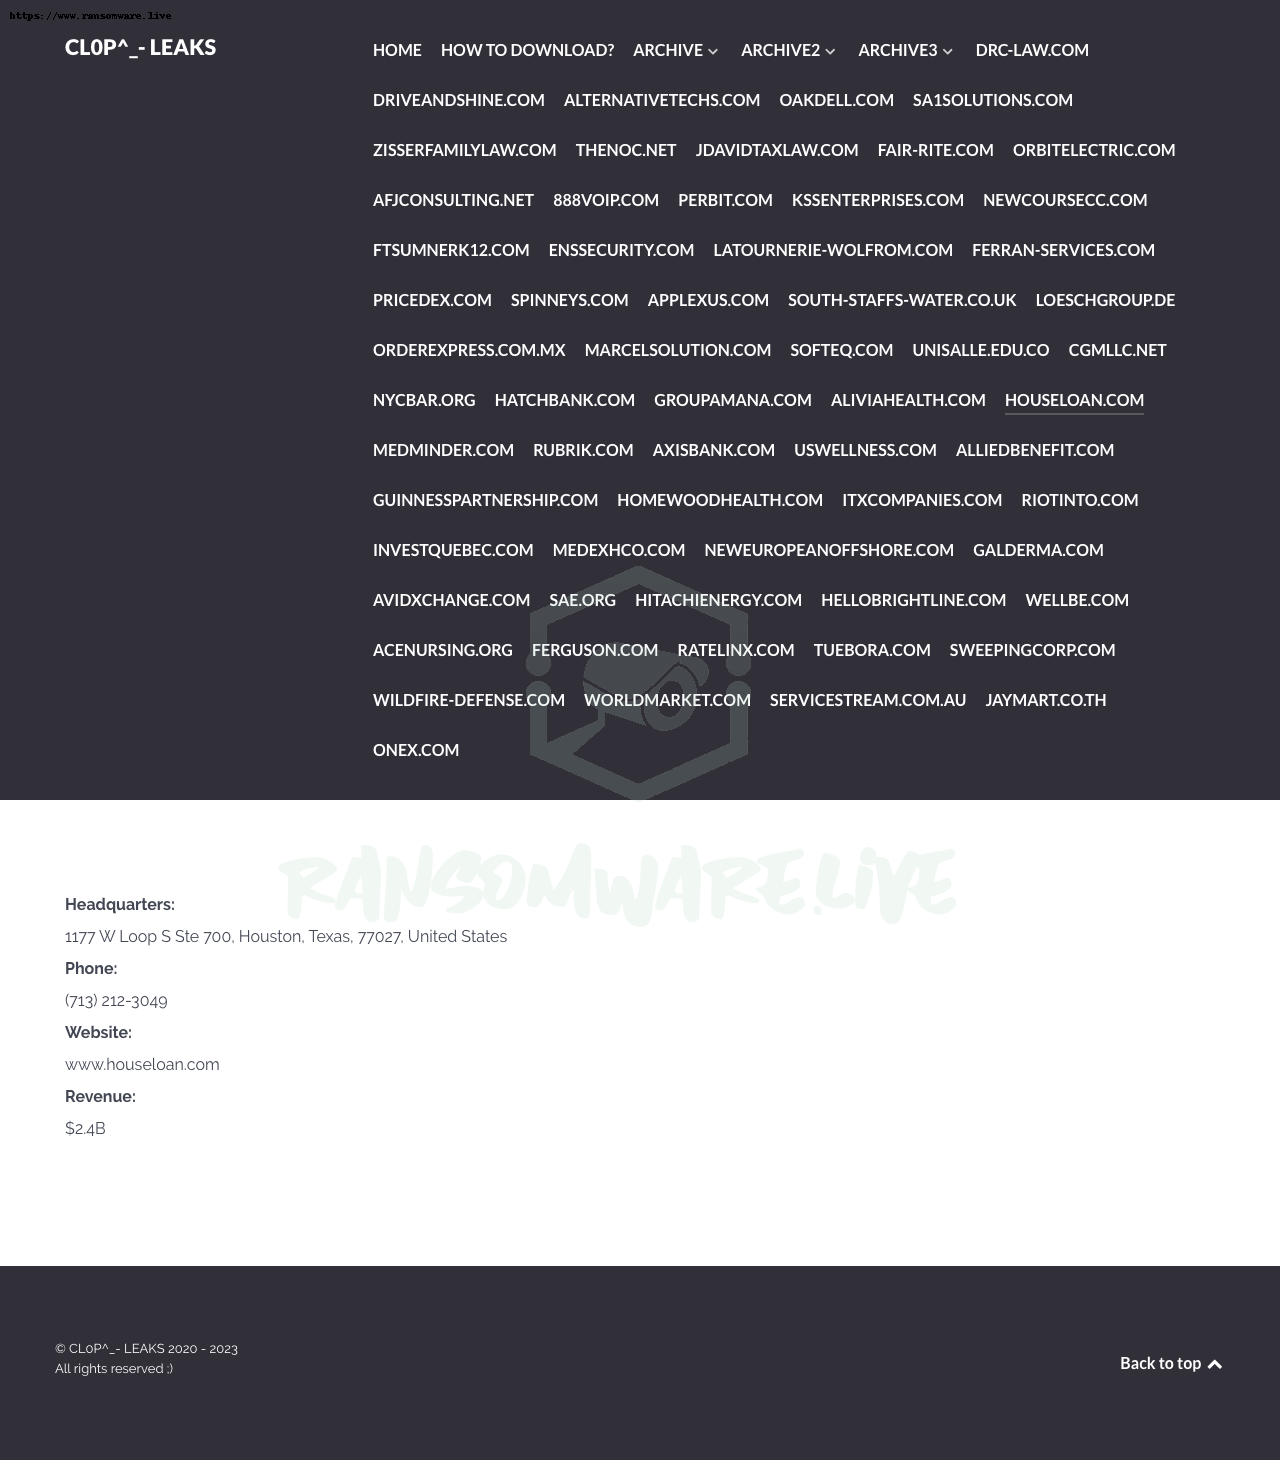 https://www.ransomware.live
CL0P^_- LEAKS
HOME HOW TO DOWNLOAD? ARCHIVE ARCHIVE2 ARCHIVE3 DRC-LAW.COM
DRIVEANDSHINE.COM ALTERNATIVETECHS.COM OAKDELL.COM SA1SOLUTIONS.COM
ZISSERFAMILYLAW.COM THENOC.NET JDAVIDTAXLAW.COM FAIR-RITE.COM ORBITELECTRIC.COM
AFJCONSULTING.NET 888VOIP.COM PERBIT.COM KSSENTERPRISES.COM NEWCOURSECC.COM
FTSUMNERK12.COM ENSSECURITY.COM LATOURNERIE-WOLFROM.COM FERRAN-SERVICES.COM
PRICEDEX.COM SPINNEYS.COM APPLEXUS.COM SOUTH-STAFFS-WATER.CO.UK LOESCHGROUP.DE
ORDEREXPRESS.COM.MX MARCELSOLUTION.COM SOFTEQ.COM UNISALLE.EDU.CO CGMLLC.NET
NYCBAR.ORG HATCHBANK.COM GROUPAMANA.COM ALIVIAHEALTH.COM HOUSELOAN.COM
MEDMINDER.COM RUBRIK.COM AXISBANK.COM USWELLNESS.COM ALLIEDBENEFIT.COM
GUINNESSPARTNERSHIP.COM HOMEWOODHEALTH.COM ITXCOMPANIES.COM RIOTINTO.COM
INVESTQUEBEC.COM MEDEXHCO.COM NEWEUROPEANOFFSHORE.COM GALDERMA.COM
AVIDXCHANGE.COM SAE.ORG HITACHIENERGY.COM HELLOBRIGHTLINE.COM WELLBE.COM
ACENURSING.ORG FERGUSON.COM RATELINX.COM TUEBORA.COM SWEEPINGCORP.COM
WILDFIRE-DEFENSE.COM WORLDMARKET.COM SERVICESTREAM.COM.AU JAYMART.CO.TH
ONEX.COM
RANSOMWARE.LIVE
Headquarters:
1177 W Loop S Ste 700, Houston, Texas, 77027, United States
Phone:
(713) 212-3049
Website:
www.houseloan.com
Revenue:
$2.4B
© CL0P^_- LEAKS 2020 - 2023
All rights reserved ;)
Back to top